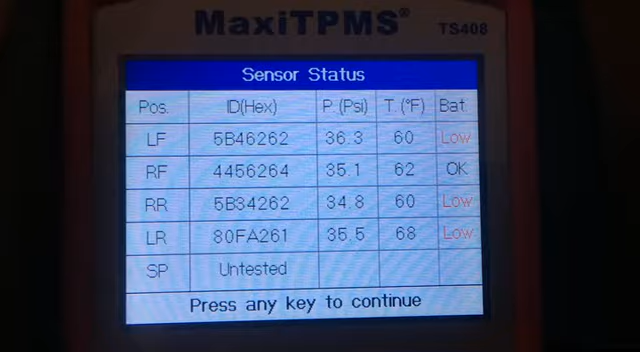 MaxiTPMS® TS408
Sensor Status
Pos. ID(Hex) P.(Psi) T.(°F) Bat.
LF 5B46262 36.3 60 Low
RF 4456264 35.1 62 OK
RR 5B34262 34.8 60 Low
LR 80FA261 35.5 68 Low
SP Untested
Press any key to continue